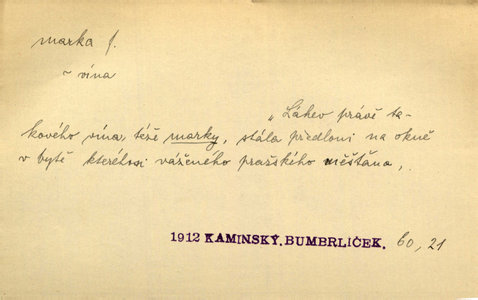 marka f.
~ vína
„Láhev právě ta-
kového vína, téže marky, stála předloni na okně
v bytě kteréhosi váženého pražského měšťana,
1912 KAMINSKÝ. BUMBRLÍČEK. 60, 21